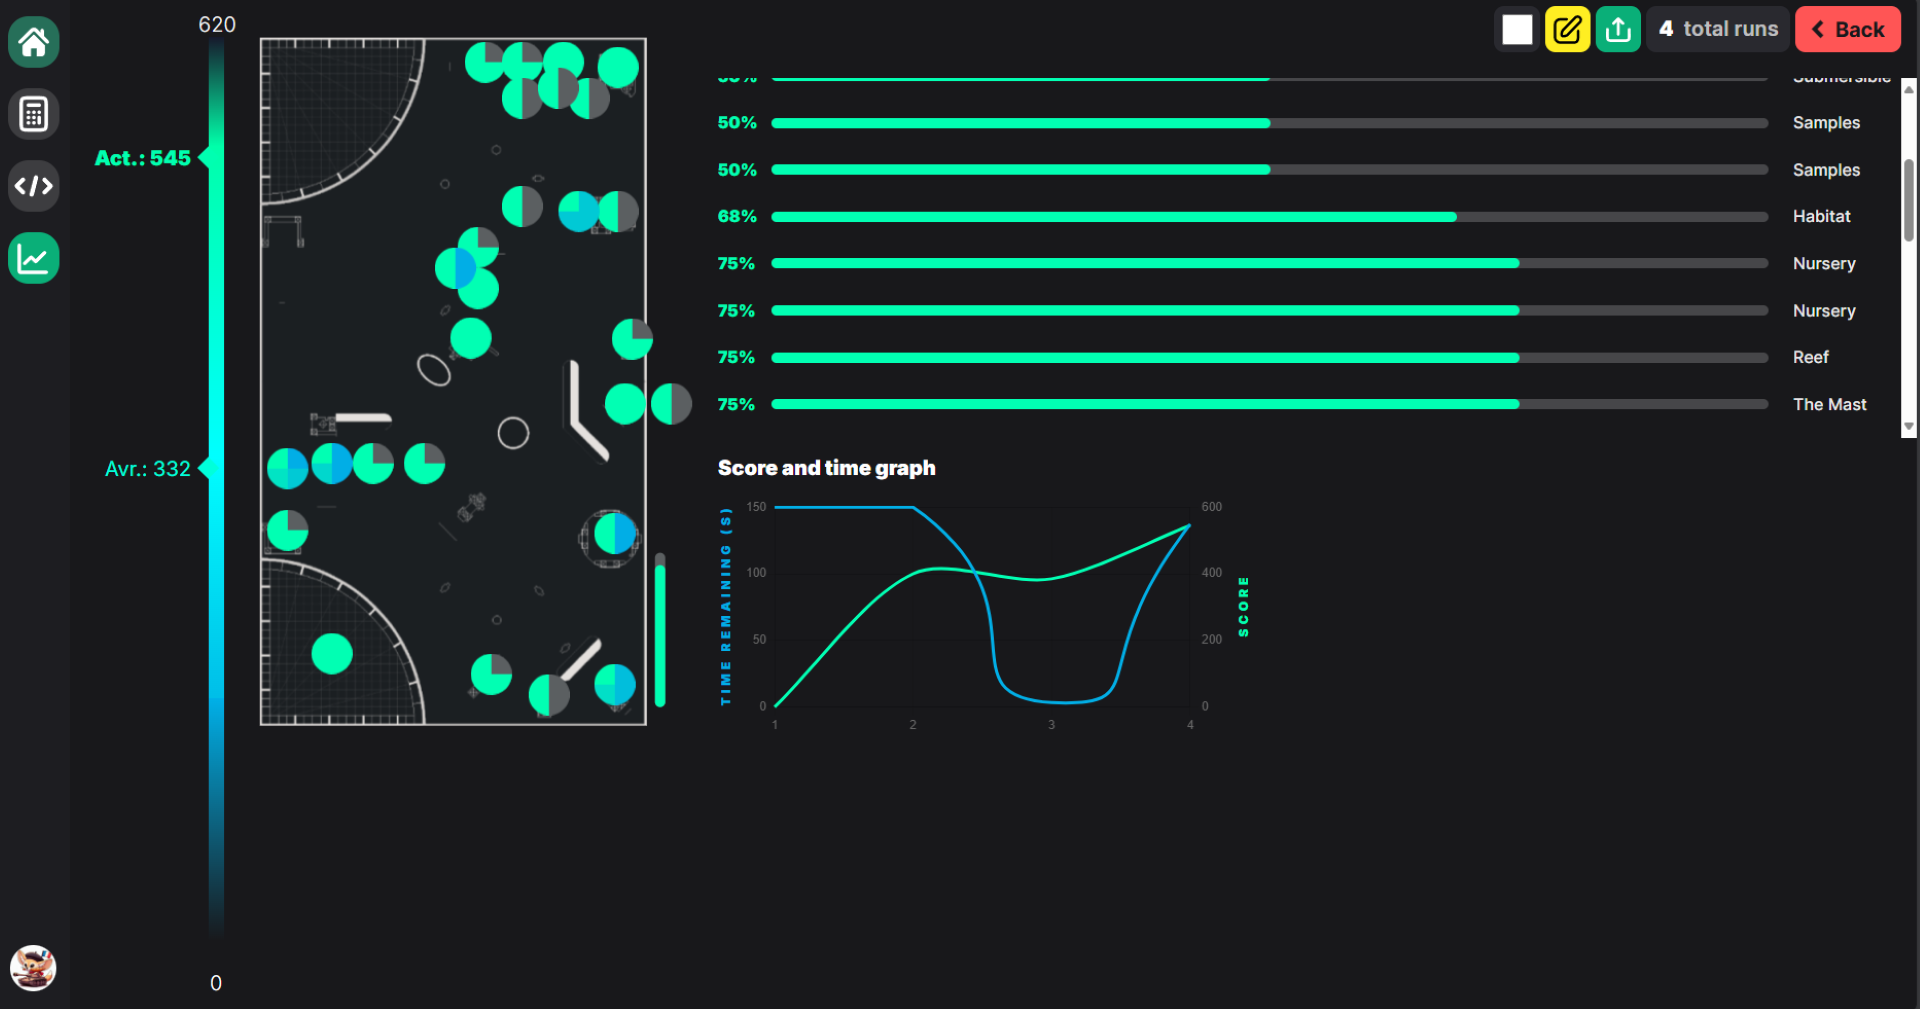 620
4 total runs
Back
Submersible
50% Samples
Act.: 545
50% Samples
68% Habitat
75% Nursery
75% Nursery
75% Reef
75% The Mast
Avr.: 332
Score and time graph
TIME REMAINING (S)
150
100
50
0
600
400
200
0
SCORE
1 2 3 4
0